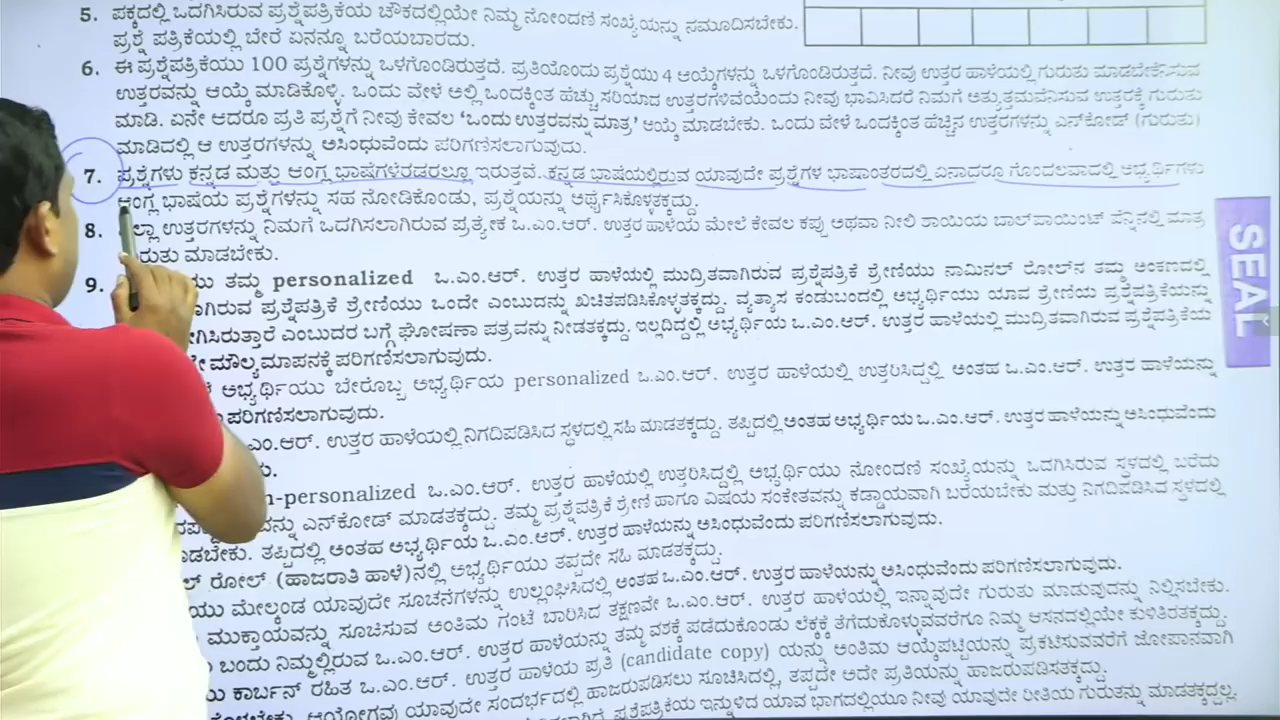 5. ಪಕ್ಕದಲ್ಲಿ ಒದಗಿಸಿರುವ ಪ್ರಶ್ನೆಪತ್ರಿಕೆಯ ಚೌಕದಲ್ಲಿಯೇ ನಿಮ್ಮ ನೋಂದಣಿ ಸಂಖ್ಯೆಯನ್ನು ನಮೂದಿಸಬೇಕು.
ಪ್ರಶ್ನೆ ಪತ್ರಿಕೆಯಲ್ಲಿ ಬೇರೆ ಏನನ್ನೂ ಬರೆಯಬಾರದು.
6. ಈ ಪ್ರಶ್ನೆಪತ್ರಿಕೆಯು 100 ಪ್ರಶ್ನೆಗಳನ್ನು ಒಳಗೊಂಡಿರುತ್ತದೆ. ಪ್ರತಿಯೊಂದು ಪ್ರಶ್ನೆಯು 4 ಆಯ್ಕೆಗಳನ್ನು ಒಳಗೊಂಡಿರುತ್ತದೆ. ನೀವು ಉತ್ತರ ಹಾಳೆಯಲ್ಲಿ ಗುರುತು ಮಾಡಬೇಕೆನಿಸುವ
ಉತ್ತರವನ್ನು ಆಯ್ಕೆ ಮಾಡಿಕೊಳ್ಳಿ. ಒಂದು ವೇಳೆ ಅಲ್ಲಿ ಒಂದಕ್ಕಿಂತ ಹೆಚ್ಚು ಸರಿಯಾದ ಉತ್ತರಗಳಿವೆಯೆಂದು ನೀವು ಭಾವಿಸಿದರೆ ನಿಮಗೆ ಅತ್ಯುತ್ತಮವೆನಿಸುವ ಉತ್ತರಕ್ಕೆ ಗುರುತು
ಮಾಡಿ. ಏನೇ ಆದರೂ ಪ್ರತಿ ಪ್ರಶ್ನೆಗೆ ನೀವು ಕೇವಲ ‘ಒಂದು ಉತ್ತರವನ್ನು ಮಾತ್ರ’ ಆಯ್ಕೆ ಮಾಡಬೇಕು. ಒಂದು ವೇಳೆ ಒಂದಕ್ಕಿಂತ ಹೆಚ್ಚಿನ ಉತ್ತರಗಳನ್ನು ಎನ್‌ಕೋಡ್ (ಗುರುತು)
ಮಾಡಿದಲ್ಲಿ ಆ ಉತ್ತರಗಳನ್ನು ಅಸಿಂಧುವೆಂದು ಪರಿಗಣಿಸಲಾಗುವುದು.
7. ಪ್ರಶ್ನೆಗಳು ಕನ್ನಡ ಮತ್ತು ಆಂಗ್ಲ ಭಾಷೆಗಳೆರಡರಲ್ಲೂ ಇರುತ್ತವೆ. ಕನ್ನಡ ಭಾಷೆಯಲ್ಲಿರುವ ಯಾವುದೇ ಪ್ರಶ್ನೆಗಳ ಭಾಷಾಂತರದಲ್ಲಿ ಏನಾದರೂ ಗೊಂದಲವಾದಲ್ಲಿ ಅಭ್ಯರ್ಥಿಗಳು
ಆಂಗ್ಲ ಭಾಷೆಯ ಪ್ರಶ್ನೆಗಳನ್ನು ಸಹ ನೋಡಿಕೊಂಡು, ಪ್ರಶ್ನೆಯನ್ನು ಅರ್ಥೈಸಿಕೊಳ್ಳತಕ್ಕದ್ದು.
8. ಲ್ಲಾ ಉತ್ತರಗಳನ್ನು ನಿಮಗೆ ಒದಗಿಸಲಾಗಿರುವ ಪ್ರತ್ಯೇಕ ಒ.ಎಂ.ಆರ್. ಉತ್ತರ ಹಾಳೆಯ ಮೇಲೆ ಕೇವಲ ಕಪ್ಪು ಅಥವಾ ನೀಲಿ ಶಾಯಿಯ ಬಾಲ್‌ಪಾಯಿಂಟ್ ಪೆನ್ನಿನಲ್ಲಿ ಮಾತ್ರ
ರುತು ಮಾಡಬೇಕು.
9. ಯು ತಮ್ಮ personalized ಒ.ಎಂ.ಆರ್. ಉತ್ತರ ಹಾಳೆಯಲ್ಲಿ ಮುದ್ರಿತವಾಗಿರುವ ಪ್ರಶ್ನೆಪತ್ರಿಕೆ ಶ್ರೇಣಿಯು ನಾಮಿನಲ್ ರೋಲ್‌ನ ತಮ್ಮ ಅಂಕಣದಲ್ಲಿ
ಾಗಿರುವ ಪ್ರಶ್ನೆಪತ್ರಿಕೆ ಶ್ರೇಣಿಯು ಒಂದೇ ಎಂಬುದನ್ನು ಖಚಿತಪಡಿಸಿಕೊಳ್ಳತಕ್ಕದ್ದು. ವ್ಯತ್ಯಾಸ ಕಂಡುಬಂದಲ್ಲಿ ಅಭ್ಯರ್ಥಿಯು ಯಾವ ಶ್ರೇಣಿಯ ಪ್ರಶ್ನೆಪತ್ರಿಕೆಯನ್ನು
ಗಿಸಿರುತ್ತಾರೆ ಎಂಬುದರ ಬಗ್ಗೆ ಘೋಷಣಾ ಪತ್ರವನ್ನು ನೀಡತಕ್ಕದ್ದು. ಇಲ್ಲದಿದ್ದಲ್ಲಿ ಅಭ್ಯರ್ಥಿಯ ಒ.ಎಂ.ಆರ್. ಉತ್ತರ ಹಾಳೆಯಲ್ಲಿ ಮುದ್ರಿತವಾಗಿರುವ ಪ್ರಶ್ನೆಪತ್ರಿಕೆಯ
ೇ ಮೌಲ್ಯಮಾಪನಕ್ಕೆ ಪರಿಗಣಿಸಲಾಗುವುದು.
ಅಭ್ಯರ್ಥಿಯು ಬೇರೊಬ್ಬ ಅಭ್ಯರ್ಥಿಯ personalized ಒ.ಎಂ.ಆರ್. ಉತ್ತರ ಹಾಳೆಯಲ್ಲಿ ಉತ್ತರಿಸಿದ್ದಲ್ಲಿ ಅಂತಹ ಒ.ಎಂ.ಆರ್. ಉತ್ತರ ಹಾಳೆಯನ್ನು
ಪರಿಗಣಿಸಲಾಗುವುದು.
ಎಂ.ಆರ್. ಉತ್ತರ ಹಾಳೆಯಲ್ಲಿ ನಿಗದಿಪಡಿಸಿದ ಸ್ಥಳದಲ್ಲಿ ಸಹಿ ಮಾಡತಕ್ಕದ್ದು. ತಪ್ಪಿದಲ್ಲಿ ಅಂತಹ ಅಭ್ಯರ್ಥಿಯ ಒ.ಎಂ.ಆರ್. ಉತ್ತರ ಹಾಳೆಯನ್ನು ಅಸಿಂಧುವೆಂದು
ು.
n-personalized ಒ.ಎಂ.ಆರ್. ಉತ್ತರ ಹಾಳೆಯಲ್ಲಿ ಉತ್ತರಿಸಿದ್ದಲ್ಲಿ ಅಭ್ಯರ್ಥಿಯು ನೋಂದಣಿ ಸಂಖ್ಯೆಯನ್ನು ಒದಗಿಸಿರುವ ಸ್ಥಳದಲ್ಲಿ ಬರೆದು
ವನ್ನು ಎನ್‌ಕೋಡ್ ಮಾಡತಕ್ಕದ್ದು. ತಮ್ಮ ಪ್ರಶ್ನೆಪತ್ರಿಕೆ ಶ್ರೇಣಿ ಹಾಗೂ ವಿಷಯ ಸಂಕೇತವನ್ನು ಕಡ್ಡಾಯವಾಗಿ ಬರೆಯಬೇಕು ಮತ್ತು ನಿಗದಿಪಡಿಸಿದ ಸ್ಥಳದಲ್ಲಿ
ಾಡಬೇಕು. ತಪ್ಪಿದಲ್ಲಿ ಅಂತಹ ಅಭ್ಯರ್ಥಿಯ ಒ.ಎಂ.ಆರ್. ಉತ್ತರ ಹಾಳೆಯನ್ನು ಅಸಿಂಧುವೆಂದು ಪರಿಗಣಿಸಲಾಗುವುದು.
ಲ್ ರೋಲ್ (ಹಾಜರಾತಿ ಹಾಳೆ)ನಲ್ಲಿ ಅಭ್ಯರ್ಥಿಯು ತಪ್ಪದೇ ಸಹಿ ಮಾಡತಕ್ಕದ್ದು.
ಯು ಮೇಲ್ಕಂಡ ಯಾವುದೇ ಸೂಚನೆಗಳನ್ನು ಉಲ್ಲಂಘಿಸಿದಲ್ಲಿ ಅಂತಹ ಒ.ಎಂ.ಆರ್. ಉತ್ತರ ಹಾಳೆಯನ್ನು ಅಸಿಂಧುವೆಂದು ಪರಿಗಣಿಸಲಾಗುವುದು.
ಮುಕ್ತಾಯವನ್ನು ಸೂಚಿಸುವ ಅಂತಿಮ ಗಂಟೆ ಬಾರಿಸಿದ ತಕ್ಷಣವೇ ಒ.ಎಂ.ಆರ್. ಉತ್ತರ ಹಾಳೆಯಲ್ಲಿ ಇನ್ನಾವುದೇ ಗುರುತು ಮಾಡುವುದನ್ನು ನಿಲ್ಲಿಸಬೇಕು.
ಬಂದು ನಿಮ್ಮಲ್ಲಿರುವ ಒ.ಎಂ.ಆರ್. ಉತ್ತರ ಹಾಳೆಯನ್ನು ತಮ್ಮ ವಶಕ್ಕೆ ಪಡೆದುಕೊಂಡು ಲೆಕ್ಕಕ್ಕೆ ತೆಗೆದುಕೊಳ್ಳುವವರೆಗೂ ನಿಮ್ಮ ಆಸನದಲ್ಲಿಯೇ ಕುಳಿತಿರತಕ್ಕದ್ದು.
ು ಕಾರ್ಬನ್ ರಹಿತ ಒ.ಎಂ.ಆರ್. ಉತ್ತರ ಹಾಳೆಯ ಪ್ರತಿ (candidate copy) ಯನ್ನು ಅಂತಿಮ ಆಯ್ಕೆಪಟ್ಟಿಯನ್ನು ಪ್ರಕಟಿಸುವವರೆಗೆ ಜೋಪಾನವಾಗಿ
ಆಯೋಗವು ಯಾವುದೇ ಸಂದರ್ಭದಲ್ಲಿ ಹಾಜರುಪಡಿಸಲು ಸೂಚಿಸಿದಲ್ಲಿ, ತಪ್ಪದೇ ಅದೇ ಪ್ರತಿಯನ್ನು ಹಾಜರುಪಡಿಸತಕ್ಕದ್ದು.
ಪ್ರಶ್ನೆಪತ್ರಿಕೆಯ ಇನ್ನುಳಿದ ಯಾವ ಭಾಗದಲ್ಲಿಯೂ ನೀವು ಯಾವುದೇ ರೀತಿಯ ಗುರುತನ್ನು ಮಾಡತಕ್ಕದ್ದಲ್ಲ.
SEAL